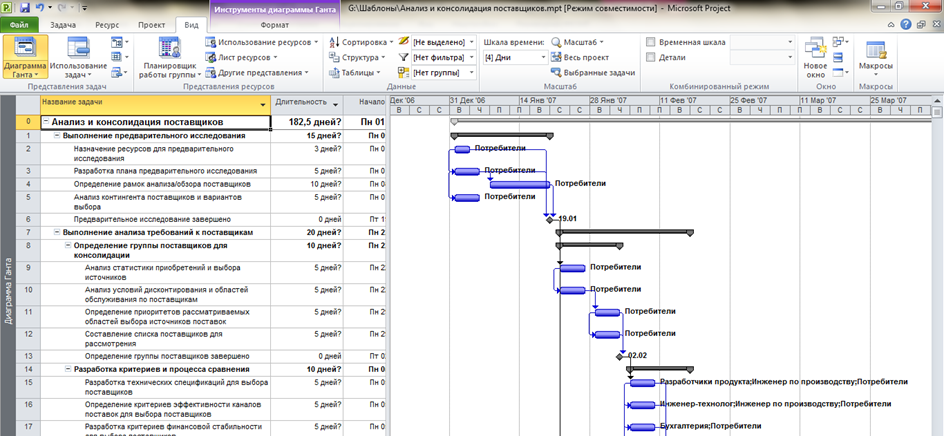 Инструменты диаграммы Ганта
G:\Шаблоны\Анализ и консолидация поставщиков.mpt [Режим совместимости] - Microsoft Project
Файл Задача Ресурс Проект Вид Формат
Диаграмма Ганта
Использование задач
Представления задач
Планировщик работы группы
Использование ресурсов
Лист ресурсов
Другие представления
Представления ресурсов
Сортировка
Структура
Таблицы
[Не выделено]
[Нет фильтра]
[Нет группы]
Данные
Шкала времени:
[4] Дни
Масштаб
Весь проект
Выбранные задачи
Масштаб
Временная шкала
Детали
Комбинированный режим
Новое окно
Окно
Макросы
Макросы
Название задачи Длительность Начало
Дек '06 31 Дек '06 14 Янв '07 28 Янв '07 11 Фев '07 25 Фев '07 11 Мар '07 25 Мар '07
В С С В Ч П С В С Ч П В С С В Ч П С В С Ч П В С С В Ч П
0 Анализ и консолидация поставщиков 182,5 дней? Пн 01
1 Выполнение предварительного исследования 15 дней? Пн 0
2 Назначение ресурсов для предварительного
исследования 3 дней? Пн 0
Потребители
3 Разработка плана предварительного исследования 5 дней? Пн 0
Потребители
4 Определение рамок анализа/обзора поставщиков 10 дней? Пн 0
Потребители
5 Анализ контингента поставщиков и вариантов
выбора 5 дней? Пн 0
Потребители
6 Предварительное исследование завершено 0 дней Пт 1
19.01
7 Выполнение анализа требований к поставщикам 20 дней? Пн 2
8 Определение группы поставщиков для
консолидации 10 дней? Пн 2
9 Анализ статистики приобретений и выбора
источников 5 дней? Пн 2
Потребители
10 Анализ условий дисконтирования и областей
обслуживания по поставщикам 5 дней? Пн 2
Потребители
11 Определение приоритетов рассматриваемых
областей выбора источников поставок 5 дней? Пн 2
Потребители
12 Составление списка поставщиков для
рассмотрения 5 дней? Пн 2
Потребители
13 Определение группы поставщиков завершено 0 дней Пт 0
02.02
14 Разработка критериев и процесса сравнения 10 дней? Пн 0
15 Разработка технических спецификаций для выбора
поставщиков 5 дней? Пн 0
Разработчики продукта;Инженер по производству;Потребители
16 Определение критериев эффективности каналов
поставок для выбора поставщиков 5 дней? Пн 0
Инженер-технолог;Инженер по производству;Потребители
17 Разработка критериев финансовой стабильности
для выбора поставщиков 5 дней? Пн 0
Бухгалтерия;Потребители
Диаграмма Ганта